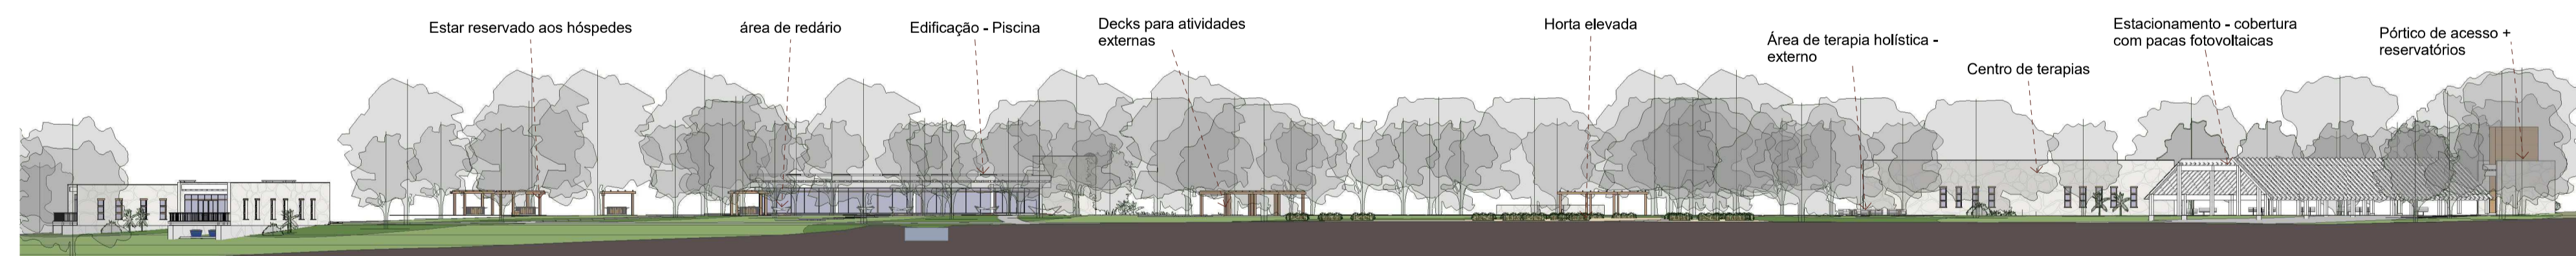 Estar reservado aos hóspedes
área de redário
Edificação - Piscina
Decks para atividades
externas
Horta elevada
Área de terapia holística -
externo
Centro de terapias
Estacionamento - cobertura
com pacas fotovoltaicas
Pórtico de acesso +
reservatórios